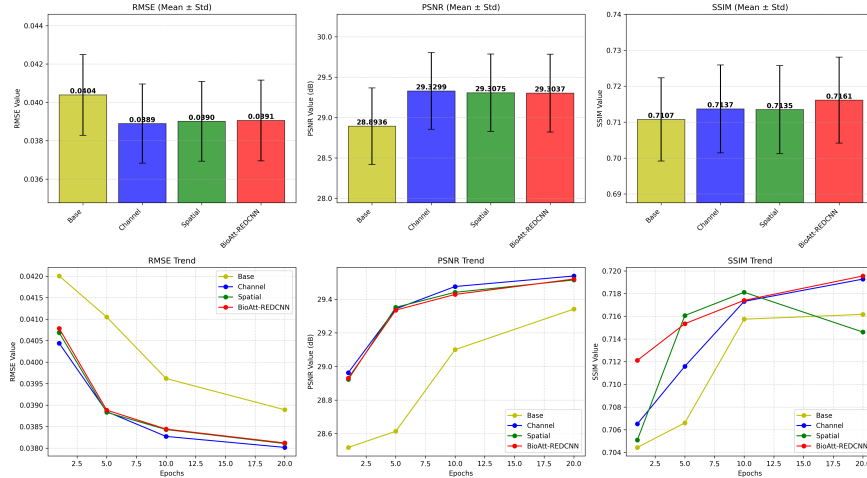 RMSE (Mean ± Std)
RMSE Value
0.044
0.042
0.040
0.038
0.036
0.0404
0.0389
0.0390
0.0391
Base
Channel
Spatial
BioAtt-REDCNN
PSNR (Mean ± Std)
PSNR Value (dB)
30.0
29.5
29.0
28.5
28.0
28.8936
29.3299
29.3075
29.3037
Base
Channel
Spatial
BioAtt-REDCNN
SSIM (Mean ± Std)
SSIM Value
0.74
0.73
0.72
0.71
0.70
0.69
0.7107
0.7137
0.7135
0.7161
Base
Channel
Spatial
BioAtt-REDCNN
RMSE Trend
RMSE Value
0.0420
0.0415
0.0410
0.0405
0.0400
0.0395
0.0390
0.0385
0.0380
Base
Channel
Spatial
BioAtt-REDCNN
2.5 5.0 7.5 10.0 12.5 15.0 17.5 20.0
Epochs
PSNR Trend
PSNR Value (dB)
29.4
29.2
29.0
28.8
28.6
Base
Channel
Spatial
BioAtt-REDCNN
2.5 5.0 7.5 10.0 12.5 15.0 17.5 20.0
Epochs
SSIM Trend
SSIM Value
0.720
0.718
0.716
0.714
0.712
0.710
0.708
0.706
0.704
Base
Channel
Spatial
BioAtt-REDCNN
2.5 5.0 7.5 10.0 12.5 15.0 17.5
Epochs